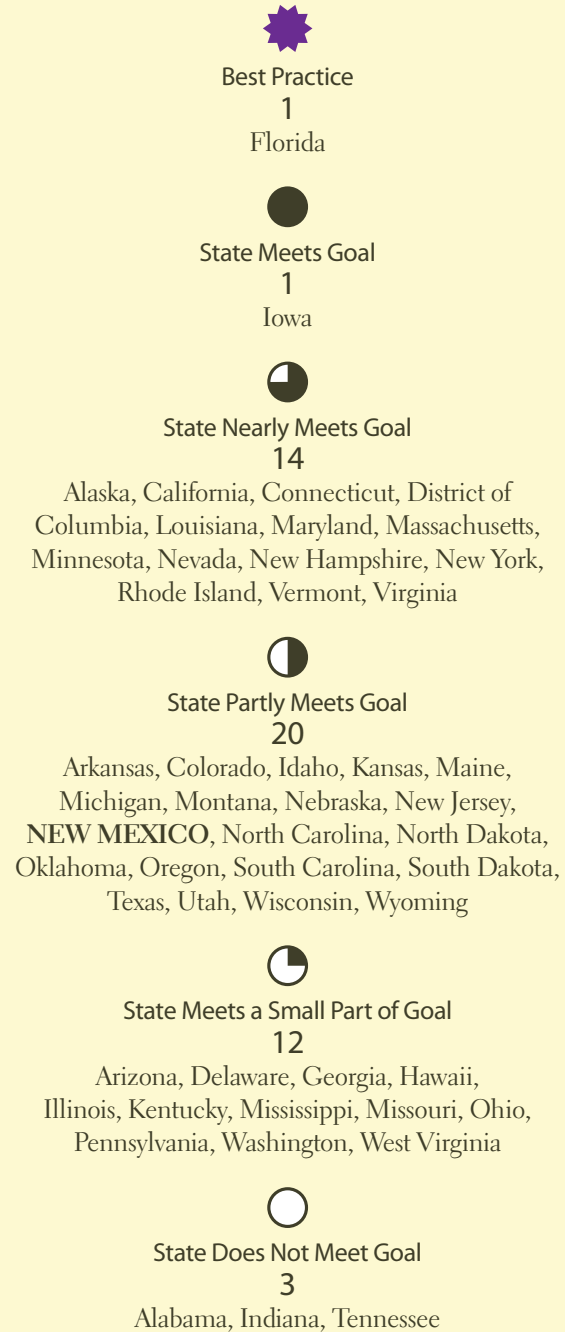 Best Practice
1
Florida
State Meets Goal
1
Iowa
State Nearly Meets Goal
14
Alaska, California, Connecticut, District of
Columbia, Louisiana, Maryland, Massachusetts,
Minnesota, Nevada, New Hampshire, New York,
Rhode Island, Vermont, Virginia
State Partly Meets Goal
20
Arkansas, Colorado, Idaho, Kansas, Maine,
Michigan, Montana, Nebraska, New Jersey,
NEW MEXICO, North Carolina, North Dakota,
Oklahoma, Oregon, South Carolina, South Dakota,
Texas, Utah, Wisconsin, Wyoming
State Meets a Small Part of Goal
12
Arizona, Delaware, Georgia, Hawaii,
Illinois, Kentucky, Mississippi, Missouri, Ohio,
Pennsylvania, Washington, West Virginia
State Does Not Meet Goal
3
Alabama, Indiana, Tennessee